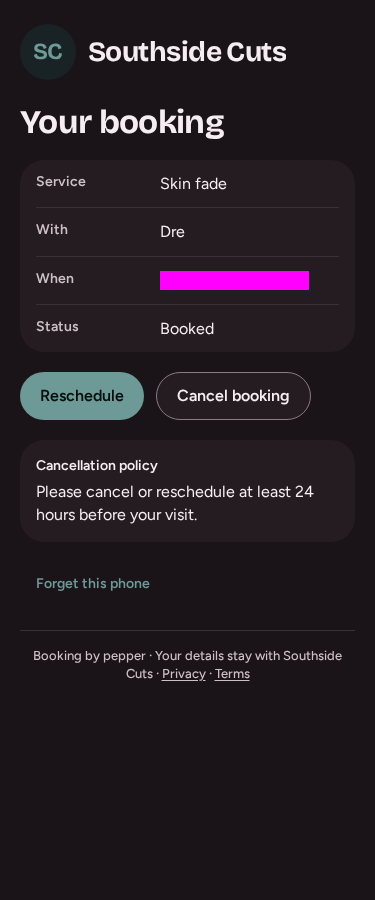 SC
Southside Cuts
Your booking
Service
Skin fade
With
Dre
When
Status
Booked
Reschedule
Cancel booking
Cancellation policy
Please cancel or reschedule at least 24
hours before your visit.
Forget this phone
Booking by pepper · Your details stay with Southside
Cuts · Privacy · Terms